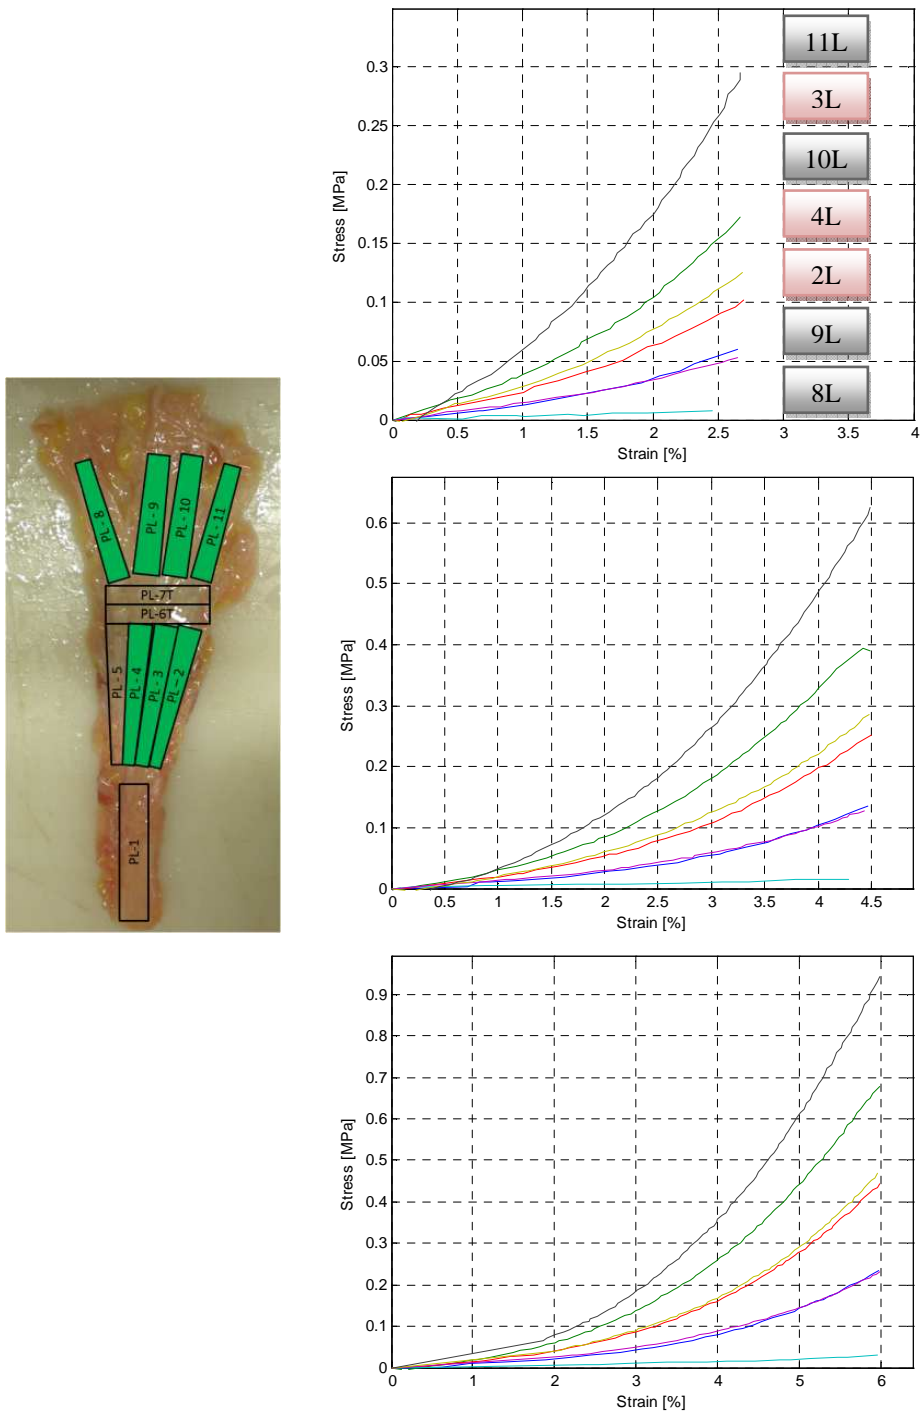 PL - 8
PL - 9
PL - 10
PL - 11
PL-7T
PL-6T
PL - 5
PL - 4
PL - 3
PL - 2
PL-1
Stress [MPa]
0.3
0.25
0.2
0.15
0.1
0.05
0
0 0.5 1 1.5 2 2.5 3 3.5 4
Strain [%]
11L
3L
10L
4L
2L
9L
8L
Stress [MPa]
0.6
0.5
0.4
0.3
0.2
0.1
0
0 0.5 1 1.5 2 2.5 3 3.5 4 4.5
Strain [%]
Stress [MPa]
0.9
0.8
0.7
0.6
0.5
0.4
0.3
0.2
0.1
0
0 1 2 3 4 5 6
Strain [%]